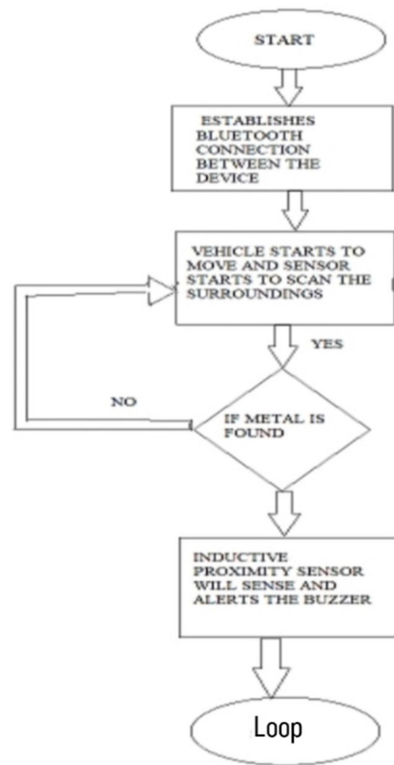 START
ESTABLISHES
BLUETOOTH
CONNECTION
BETWEEN THE
DEVICE
VEHICLE STARTS TO
MOVE AND SENSOR
STARTS TO SCAN THE
SURROUNDINGS
YES
NO
IF METAL IS
FOUND
INDUCTIVE
PROXIMITY SENSOR
WILL SENSE AND
ALERTS THE BUZZER
Loop